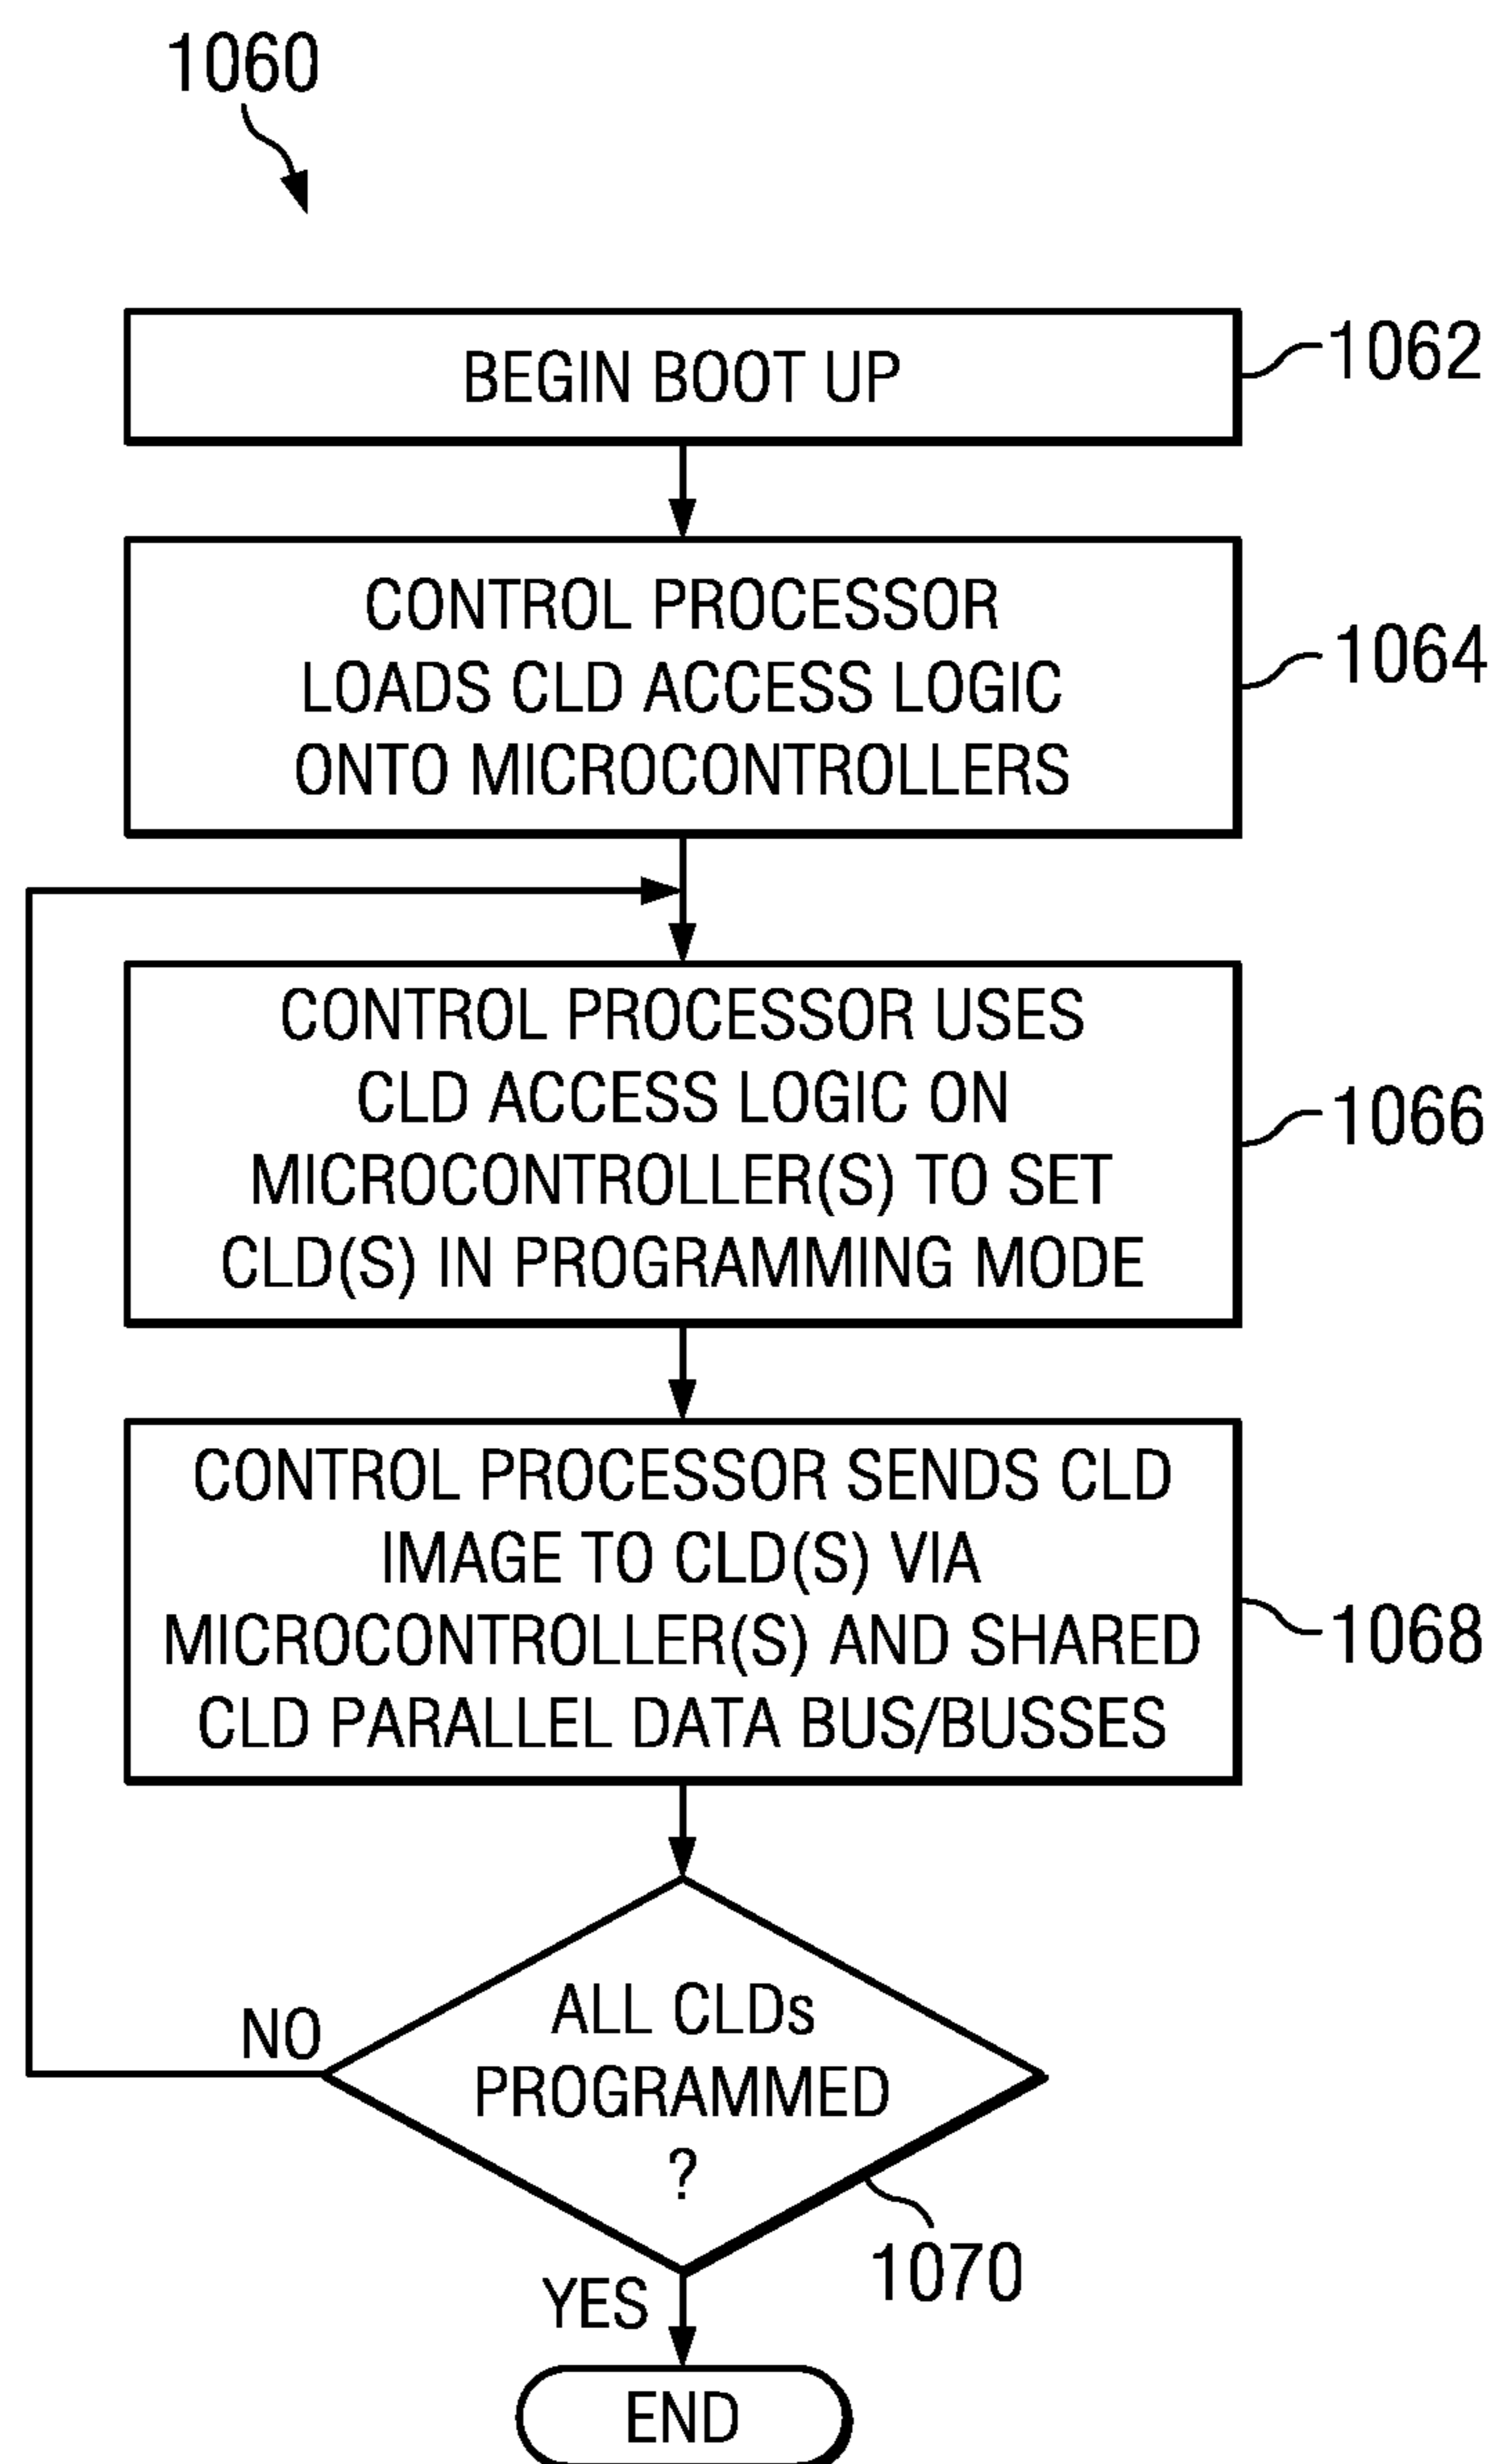 1060
BEGIN BOOT UP
1062
CONTROL PROCESSOR
LOADS CLD ACCESS LOGIC
ONTO MICROCONTROLLERS
1064
CONTROL PROCESSOR USES
CLD ACCESS LOGIC ON
MICROCONTROLLER(S) TO SET
CLD(S) IN PROGRAMMING MODE
1066
CONTROL PROCESSOR SENDS CLD
IMAGE TO CLD(S) VIA
MICROCONTROLLER(S) AND SHARED
CLD PARALLEL DATA BUS/BUSSES
1068
ALL CLDs
PROGRAMMED
?
NO
1070
YES
END